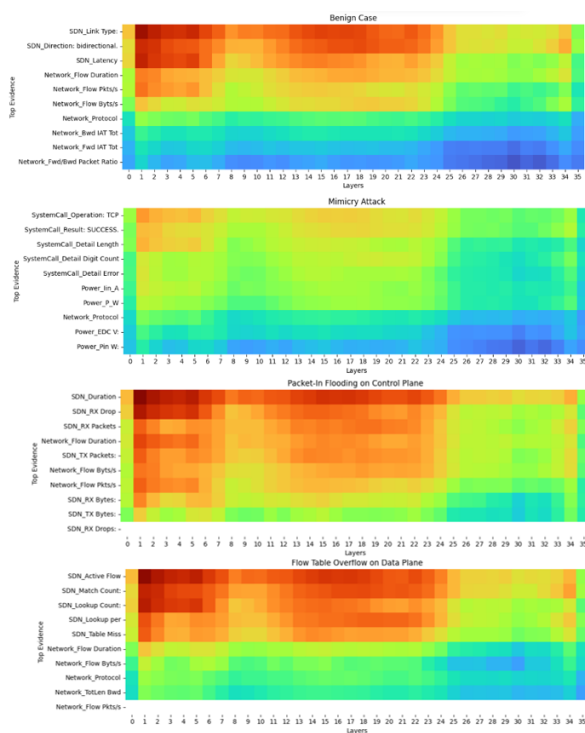 Benign Case
Top Evidence
SDN_Link Type:
SDN_Direction: bidirectional.
SDN_Latency
Network_Flow Duration
Network_Flow Pkts/s
Network_Flow Byts/s
Network_Protocol
Network_Bwd IAT Tot
Network_Fwd IAT Tot
Network_Fwd/Bwd Packet Ratio
0 1 2 3 4 5 6 7 8 9 10 11 12 13 14 15 16 17 18 19 20 21 22 23 24 25 26 27 28 29 30 31 32 33 34 35
Layers
Mimicry Attack
Top Evidence
SystemCall_Operation: TCP
SystemCall_Result: SUCCESS.
SystemCall_Detail Length
SystemCall_Detail Digit Count
SystemCall_Detail Error
Power_Iin_A
Power_P_W
Network_Protocol
Power_EDC V:
Power_Pin W:
0 1 2 3 4 5 6 7 8 9 10 11 12 13 14 15 16 17 18 19 20 21 22 23 24 25 26 27 28 29 30 31 32 33 34 35
Layers
Packet-In Flooding on Control Plane
Top Evidence
SDN_Duration
SDN_RX Drop
SDN_RX Packets
Network_Flow Duration
SDN_TX Packets:
Network_Flow Byts/s
Network_Flow Pkts/s
SDN_RX Bytes:
SDN_TX Bytes:
SDN_RX Drops:
0 1 2 3 4 5 6 7 8 9 10 11 12 13 14 15 16 17 18 19 20 21 22 23 24 25 26 27 28 29 30 31 32 33 34 35
Layers
Flow Table Overflow on Data Plane
Top Evidence
SDN_Active Flow
SDN_Match Count:
SDN_Lookup Count:
SDN_Lookup per
SDN_Table Miss
Network_Flow Duration
Network_Flow Byts/s
Network_Protocol
Network_TotLen Bwd
Network_Flow Pkts/s
0 1 2 3 4 5 6 7 8 9 10 11 12 13 14 15 16 17 18 19 20 21 22 23 24 25 26 27 28 29 30 31 32 33 34 35
Layers